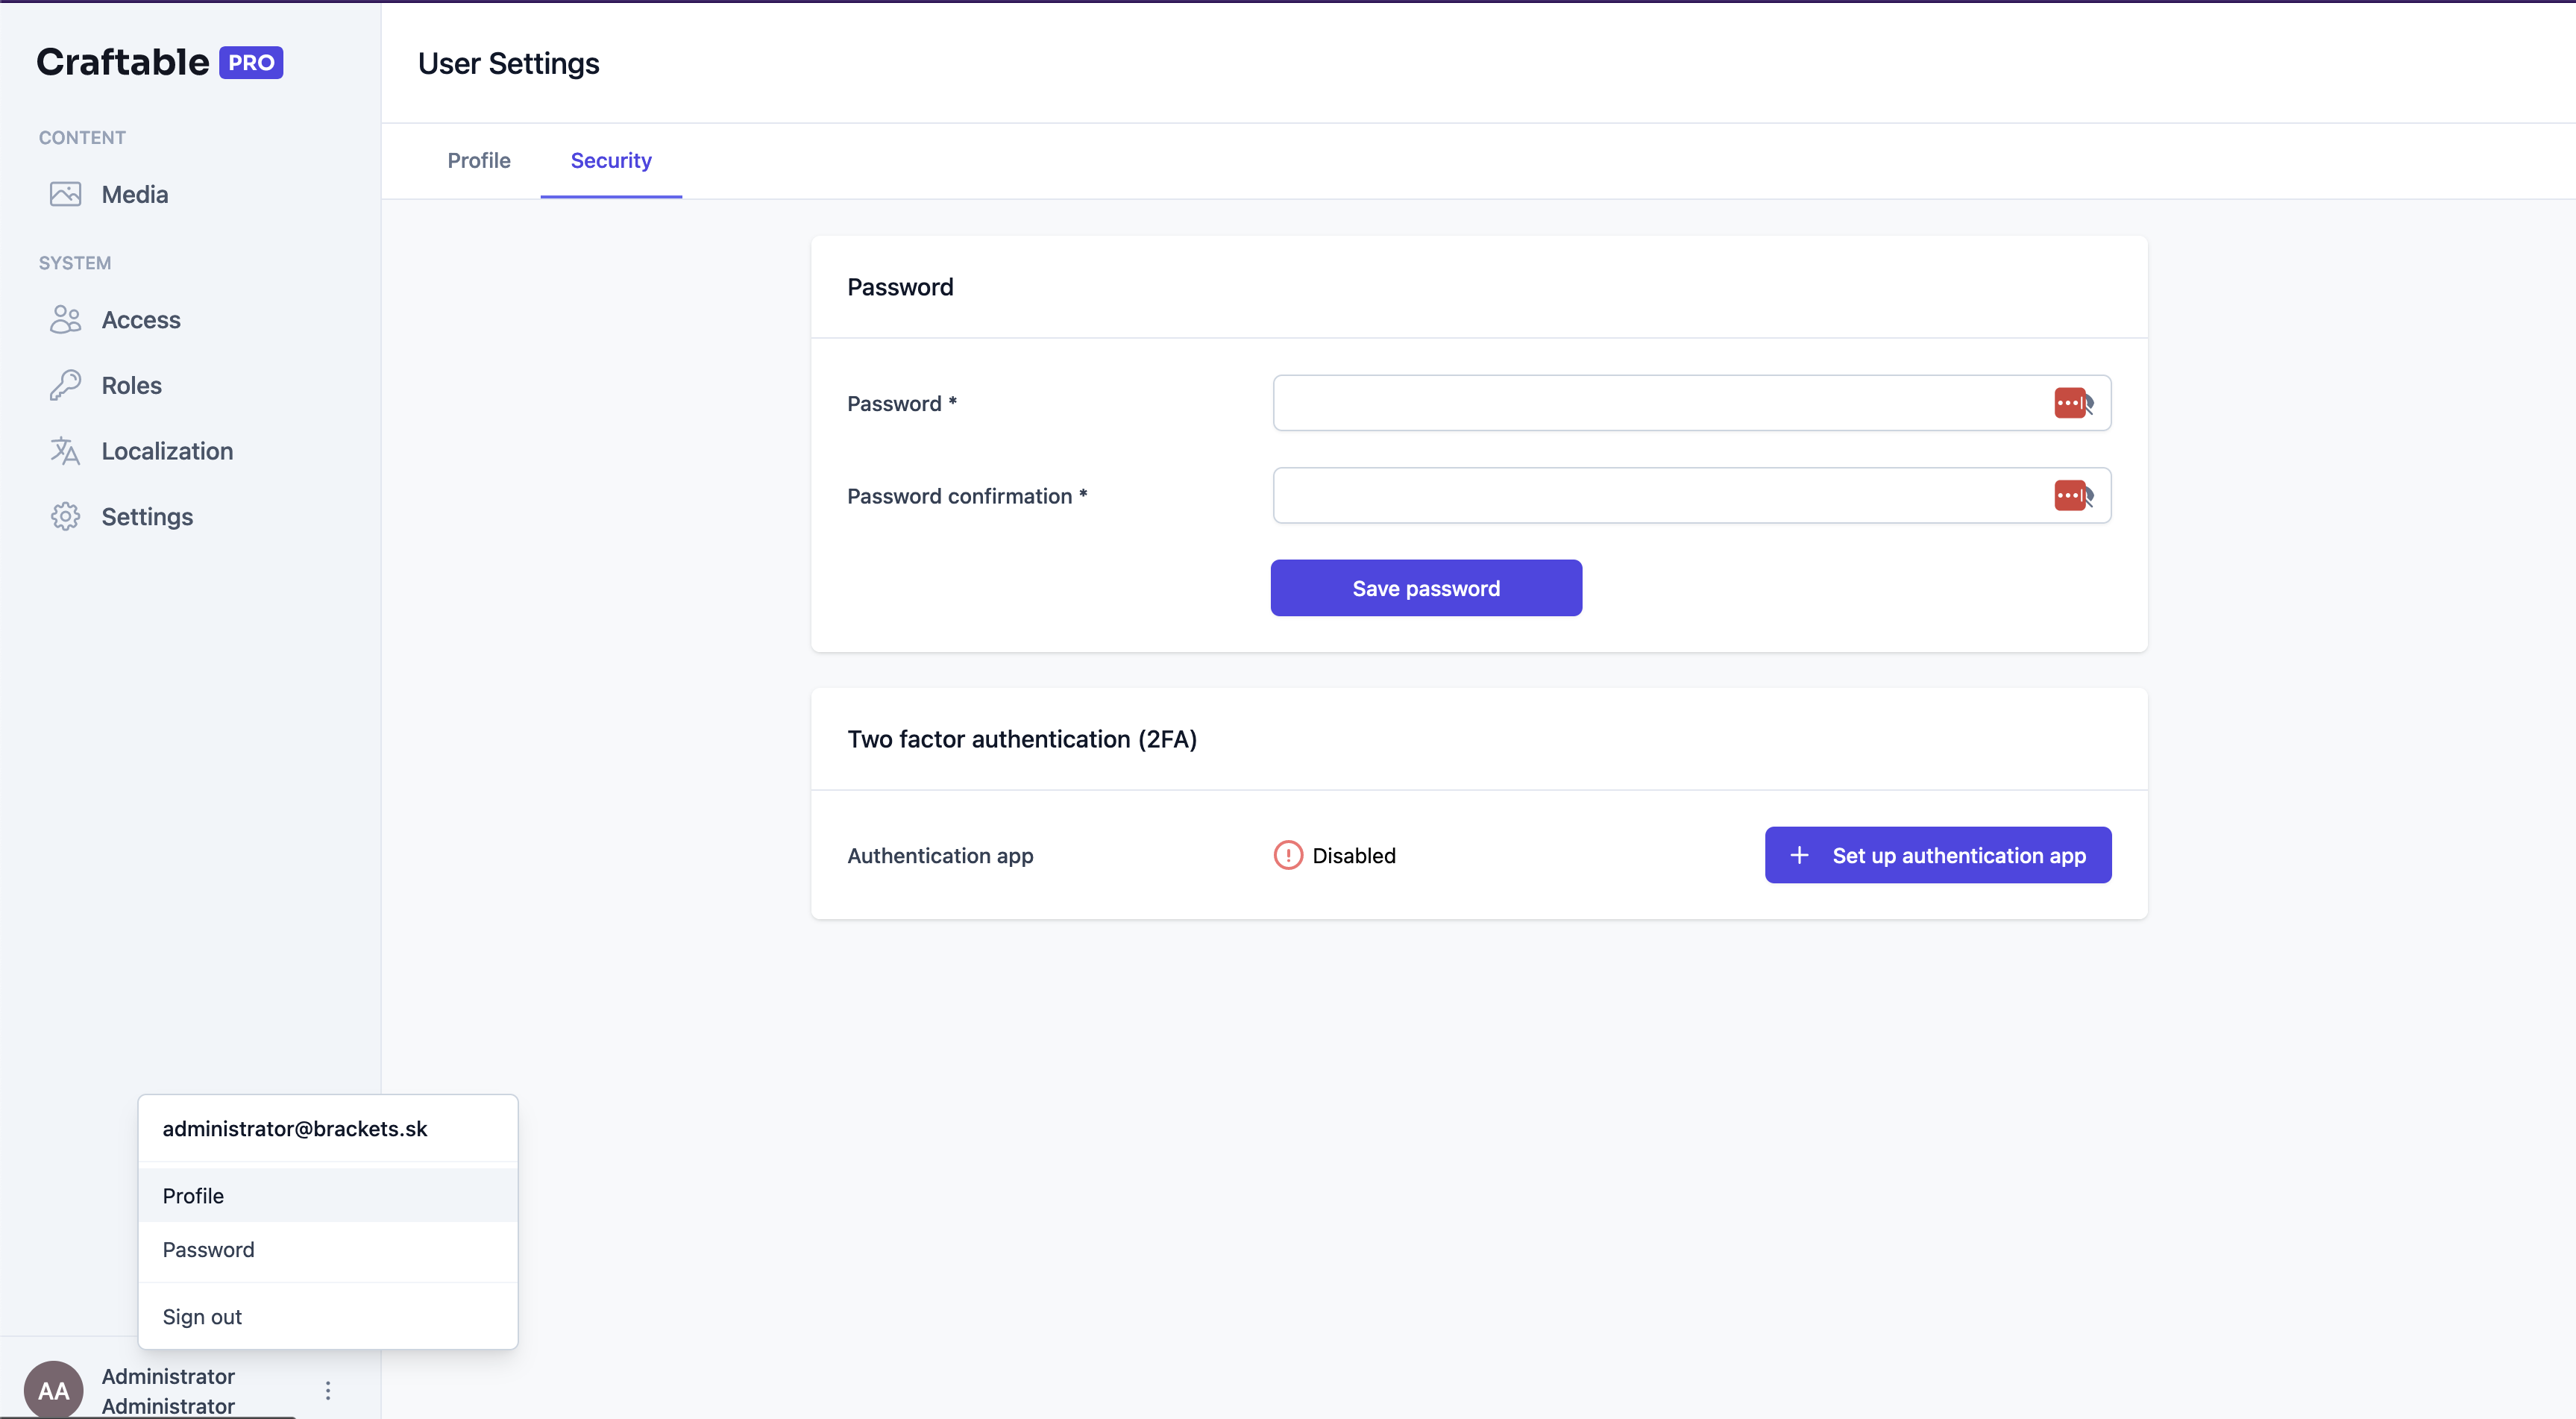 Craftable PRO
CONTENT
Media
SYSTEM
Access
Roles
Localization
Settings
administrator@brackets.sk
Profile
Password
Sign out
AA
Administrator
Administrator
User Settings
Profile
Security
Password
Password *
Password confirmation *
Save password
Two factor authentication (2FA)
Authentication app
Disabled
Set up authentication app